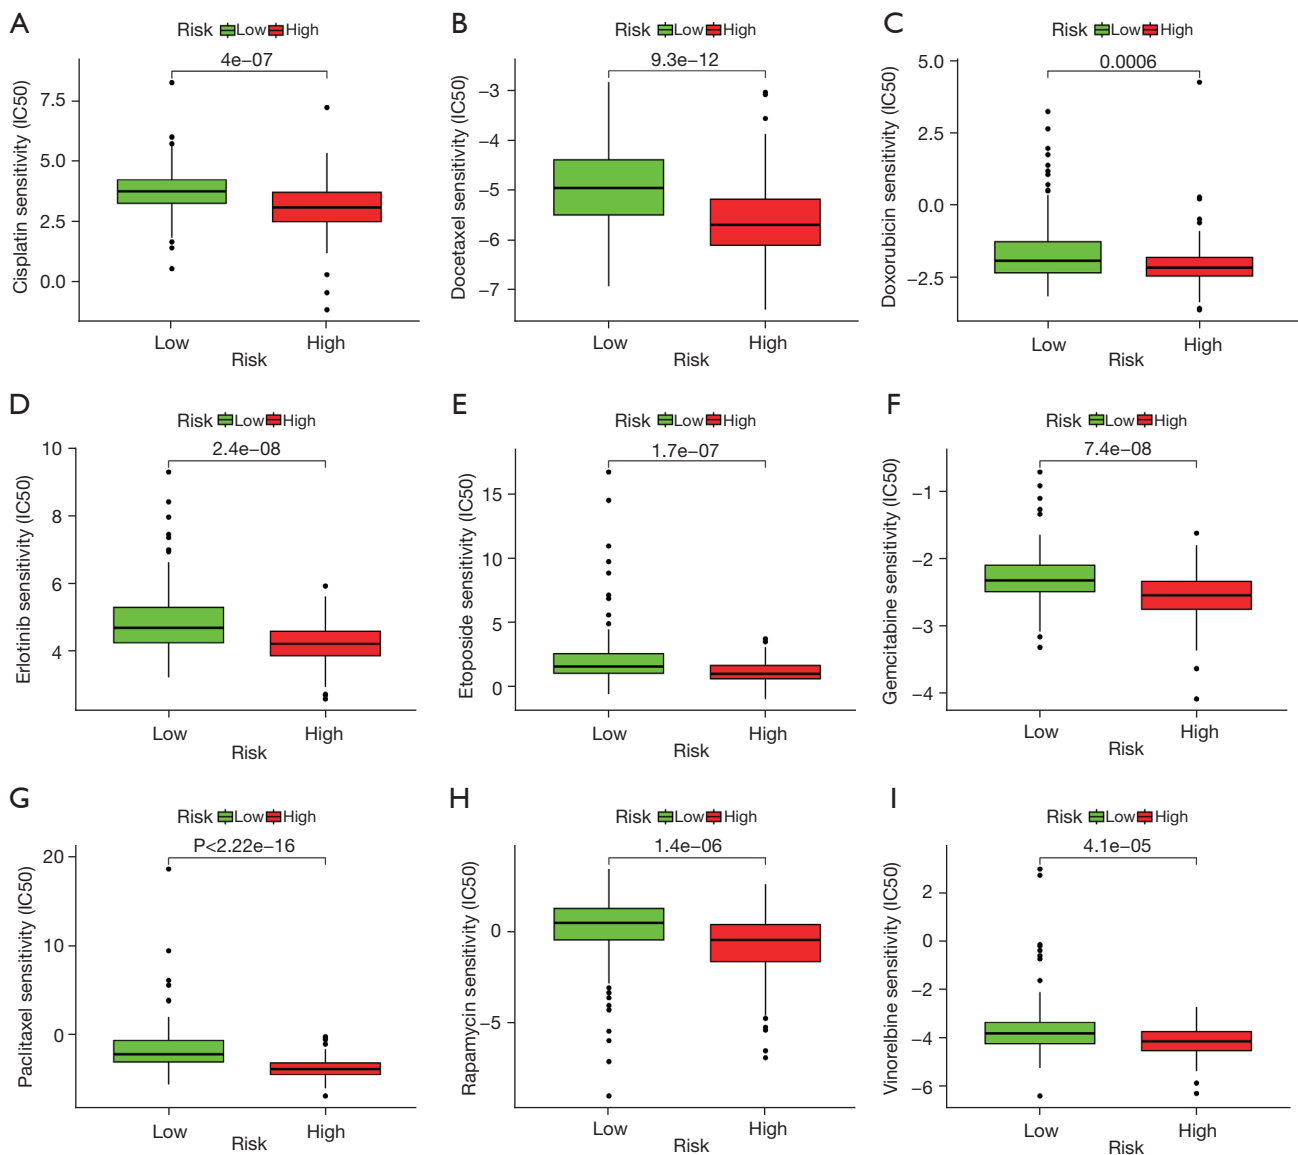 A
Risk Low High
4e−07
Cisplatin sensitivity (IC50)
7.5
5.0
2.5
0.0
Low High
Risk
B
Risk Low High
9.3e−12
Docetaxel sensitivity (IC50)
−3
−4
−5
−6
−7
Low High
Risk
C
Risk Low High
0.0006
Doxorubicin sensitivity (IC50)
5.0
2.5
0.0
−2.5
Low High
Risk
D
Risk Low High
2.4e−08
Erlotinib sensitivity (IC50)
10
8
6
4
Low High
Risk
E
Risk Low High
1.7e−07
Etoposide sensitivity (IC50)
15
10
5
0
Low High
Risk
F
Risk Low High
7.4e−08
Gemcitabine sensitivity (IC50)
−1
−2
−3
−4
Low High
Risk
G
Risk Low High
P<2.22e−16
Paclitaxel sensitivity (IC50)
20
10
0
Low High
Risk
H
Risk Low High
1.4e−06
Rapamycin sensitivity (IC50)
0
−5
Low High
Risk
I
Risk Low High
4.1e−05
Vinorelbine sensitivity (IC50)
2
0
−2
−4
−6
Low High
Risk